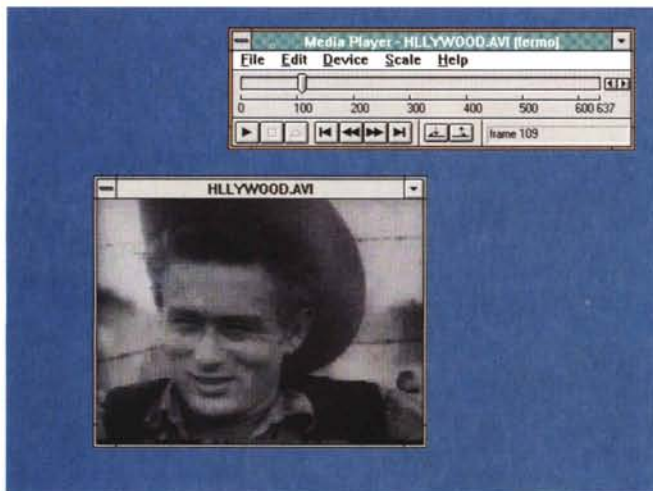 Media Player - HLLYWOOD.AVI [fermo]
File Edit Device Scale Help
0 100 200 300 400 500 600 637
frame 109
HLLYWOOD.AVI